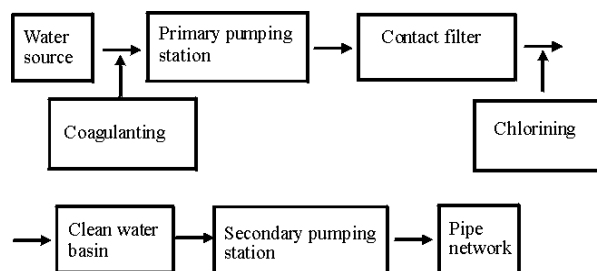 Water
source
Primary pumping
station
Contact filter
Coagulanting
Chlorining
Clean water
basin
Secondary pumping
station
Pipe
network